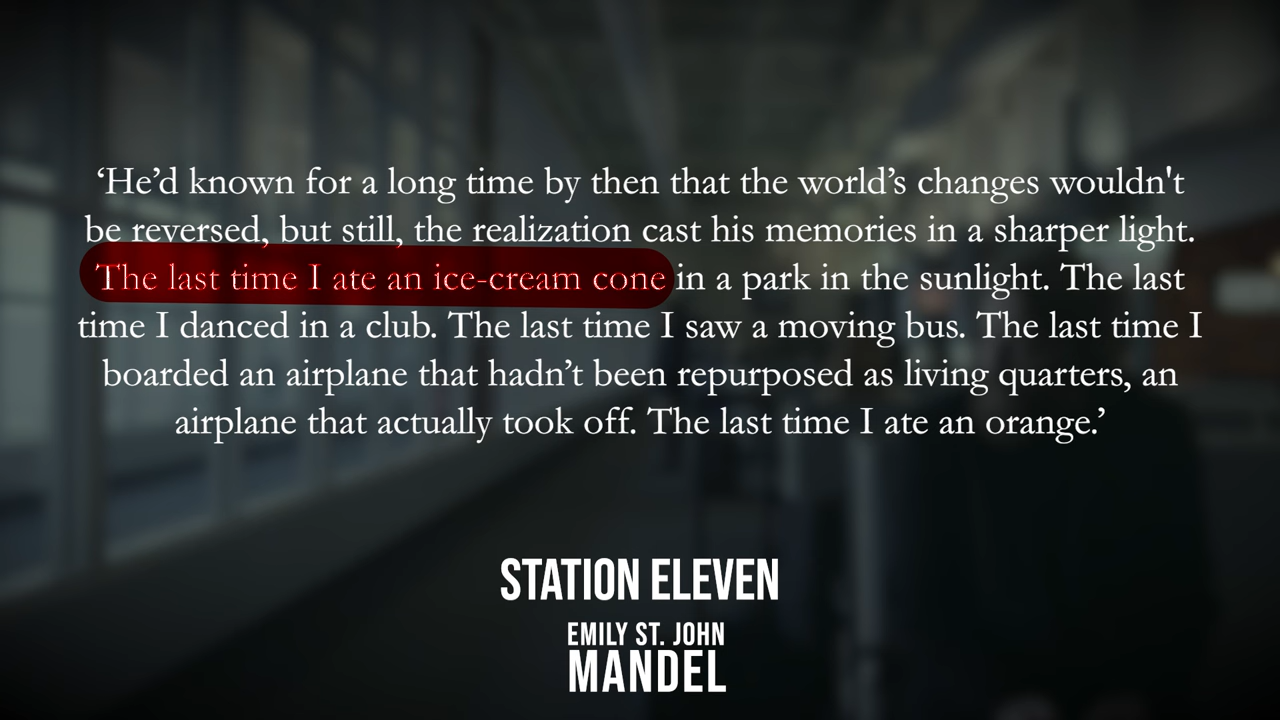 ‘He’d known for a long time by then that the world’s changes wouldn't
be reversed, but still, the realization cast his memories in a sharper light.
The last time I ate an ice-cream cone in a park in the sunlight. The last
time I danced in a club. The last time I saw a moving bus. The last time I
boarded an airplane that hadn’t been repurposed as living quarters, an
airplane that actually took off. The last time I ate an orange.’
STATION ELEVEN
EMILY ST. JOHN
MANDEL